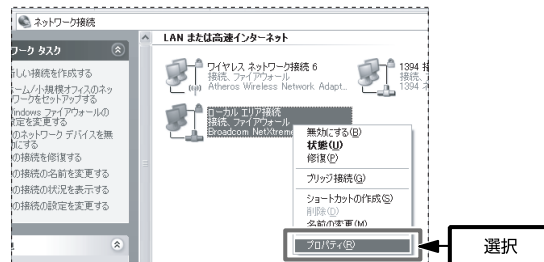 ネットワーク接続
ワーク タスク
しい接続を作成する
ーム/小規模オフィスのネッ
ワークをセットアップする
indows ファイアウォールの
定を変更する
のネットワーク デバイスを無
にする
の接続を修復する
の接続の名前を変更する
の接続の状況を表示する
の接続の設定を変更する
LAN または高速インターネット
ワイヤレス ネットワーク接続 6
接続、ファイアウォール
Atheros Wireless Network Adapt...
1394 接
接続、フ
1394 ネ
ローカル エリア接続
接続、ファイアウォール
Broadcom NetXtreme
無効にする(B)
状態(U)
修復(P)
ブリッジ接続(G)
ショートカットの作成(S)
削除(D)
名前の変更(M)
プロパティ(R)
選択